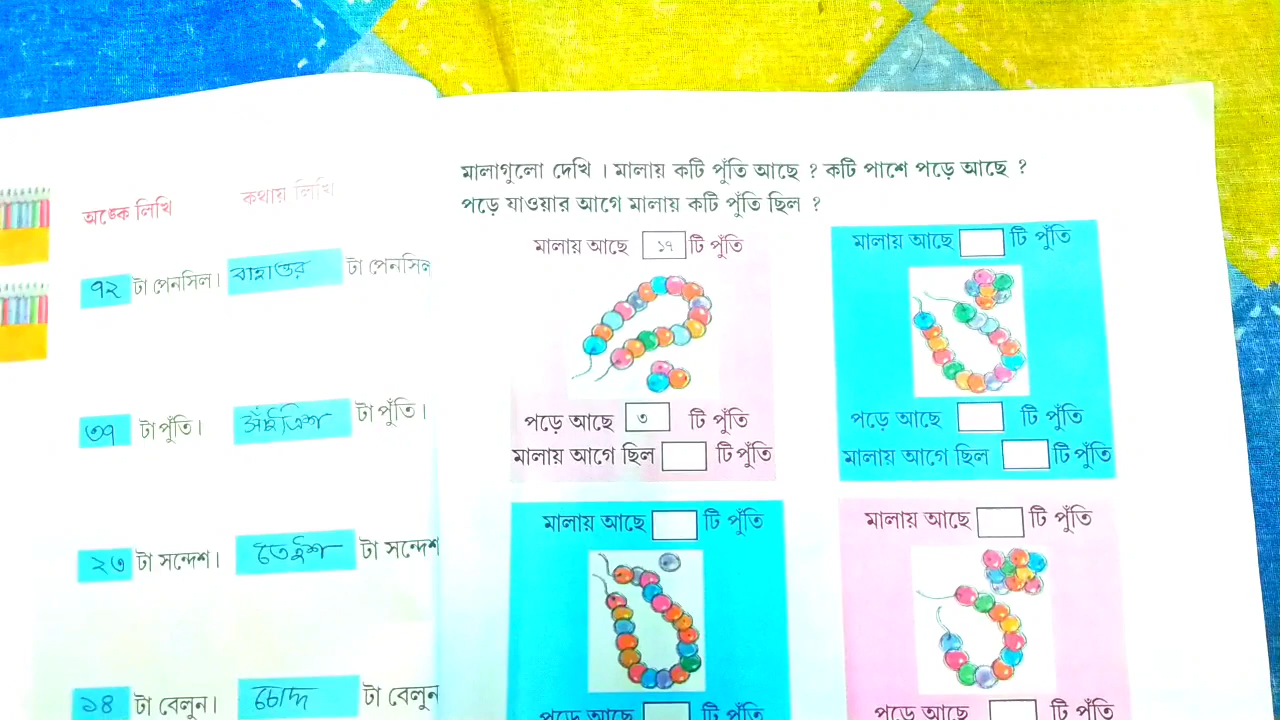 অঙ্কে লিখি কথায় লিখি
৭২ টা পেনসিল। বাহাত্তর টা পেনসিল
৩৭ টা পুঁতি। সাঁইত্রিশ টা পুঁতি।
২৩ টা সন্দেশ। তেইশ টা সন্দেশ
১৪ টা বেলুন। চোদ্দ টা বেলুন
মালাগুলো দেখি। মালায় কটি পুঁতি আছে ? কটি পাশে পড়ে আছে ?
পড়ে যাওয়ার আগে মালায় কটি পুঁতি ছিল ?
মালায় আছে ১৭ টি পুঁতি
পড়ে আছে ৩ টি পুঁতি
মালায় আগে ছিল টি পুঁতি
মালায় আছে টি পুঁতি
পড়ে আছে টি পুঁতি
মালায় আগে ছিল টি পুঁতি
মালায় আছে টি পুঁতি
পড়ে আছে টি পুঁতি
মালায় আছে টি পুঁতি
পড়ে আছে টি পুঁতি